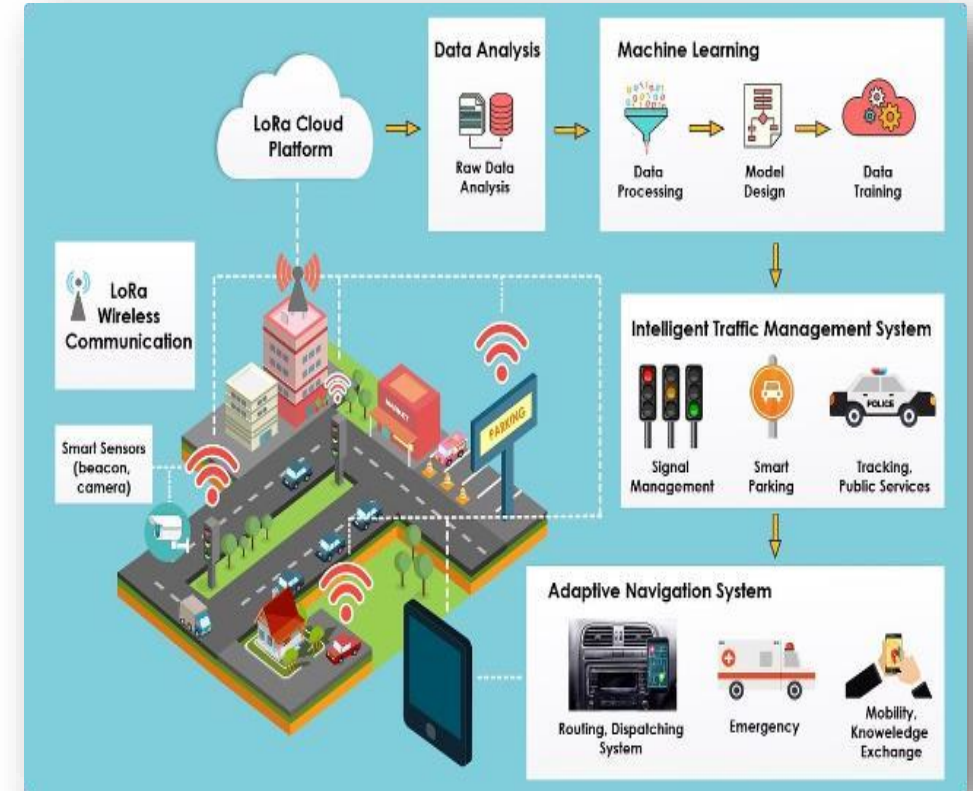 LoRa Cloud
Platform
Data Analysis
Raw Data
Analysis
Machine Learning
Data
Processing
Model
Design
Data
Training
LoRa
Wireless
Communication
Smart Sensors
(beacon,
camera)
MARKET
PARKING
Intelligent Traffic Management System
Signal
Management
Smart
Parking
POLICE
Tracking,
Public Services
Adaptive Navigation System
Routing, Dispatching
System
Emergency
Mobility,
Knoweledge
Exchange